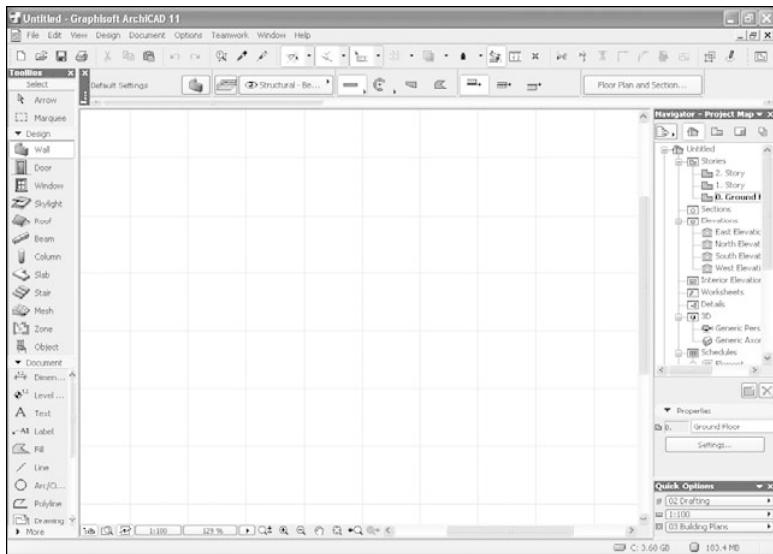 Untitled - Graphisoft ArchiCAD 11
File Edit View Design Document Options Teamwork Window Help
Toolbox
Select
Arrow
Marquee
Design
Wall
Door
Window
Skylight
Roof
Beam
Column
Slab
Stair
Mesh
Zone
Object
Document
Dimen...
Level ...
A Text
A1 Label
Fill
Line
Arc/Ci...
Polyline
Drawing
More
Default Settings
Structural - Be...
Floor Plan and Section...
Navigator - Project Map
Untitled
Stories
2. Story
1. Story
0. Ground F
Sections
Elevations
East Elevatic
North Elevat
South Elevat
West Elevati
Interior Elevation
Worksheets
Details
3D
Generic Pers
Generic Axor
Schedules
Element
Properties
0. Ground Floor
Settings...
Quick Options
02 Drafting
1:100
03 Building Plans
1:100
129 %
C: 3.60 GB
103.4 MB